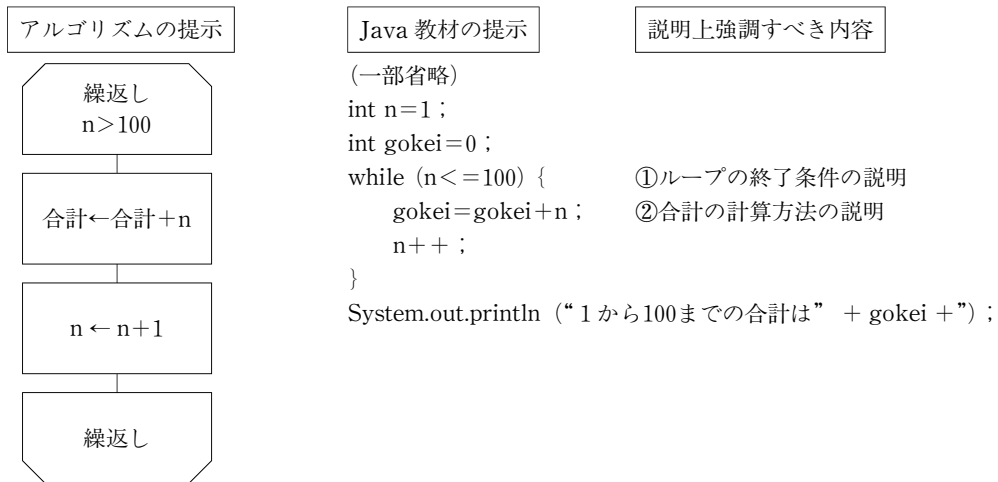 アルゴリズムの提示
繰返し
n>100
合計←合計+n
n←n+1
繰返し
Java 教材の提示
説明上強調すべき内容
(一部省略)
int n=1;
int gokei=0;
while (n<=100) { ①ループの終了条件の説明
gokei=gokei+n; ②合計の計算方法の説明
n++;
}
System.out.println (“1から100までの合計は” + gokei +”);